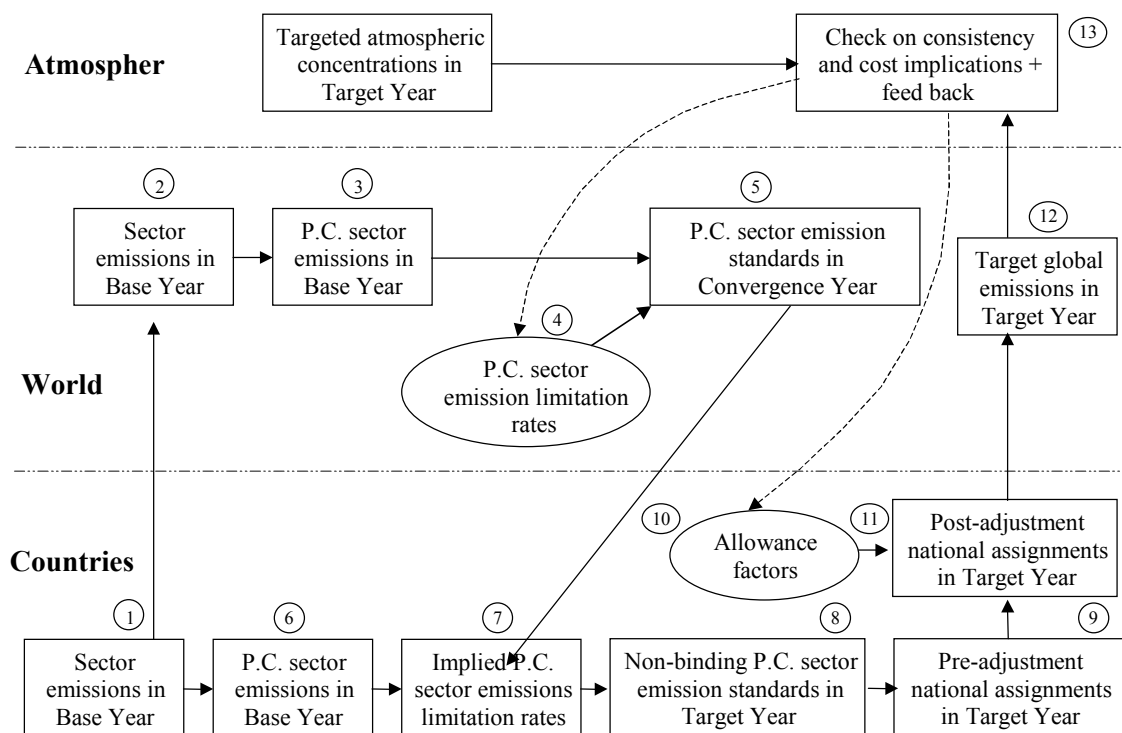 Atmospher
Targeted atmospheric
concentrations in
Target Year
Check on consistency
and cost implications +
feed back
13
World
2
Sector
emissions in
Base Year
3
P.C. sector
emissions in
Base Year
5
P.C. sector emission
standards in
Convergence Year
12
Target global
emissions in
Target Year
4
P.C. sector
emission limitation
rates
Countries
10
Allowance
factors
11
Post-adjustment
national assignments
in Target Year
1
Sector
emissions in
Base Year
6
P.C. sector
emissions in
Base Year
7
Implied P.C.
sector emissions
limitation rates
8
Non-binding P.C. sector
emission standards in
Target Year
9
Pre-adjustment
national assignments
in Target Year